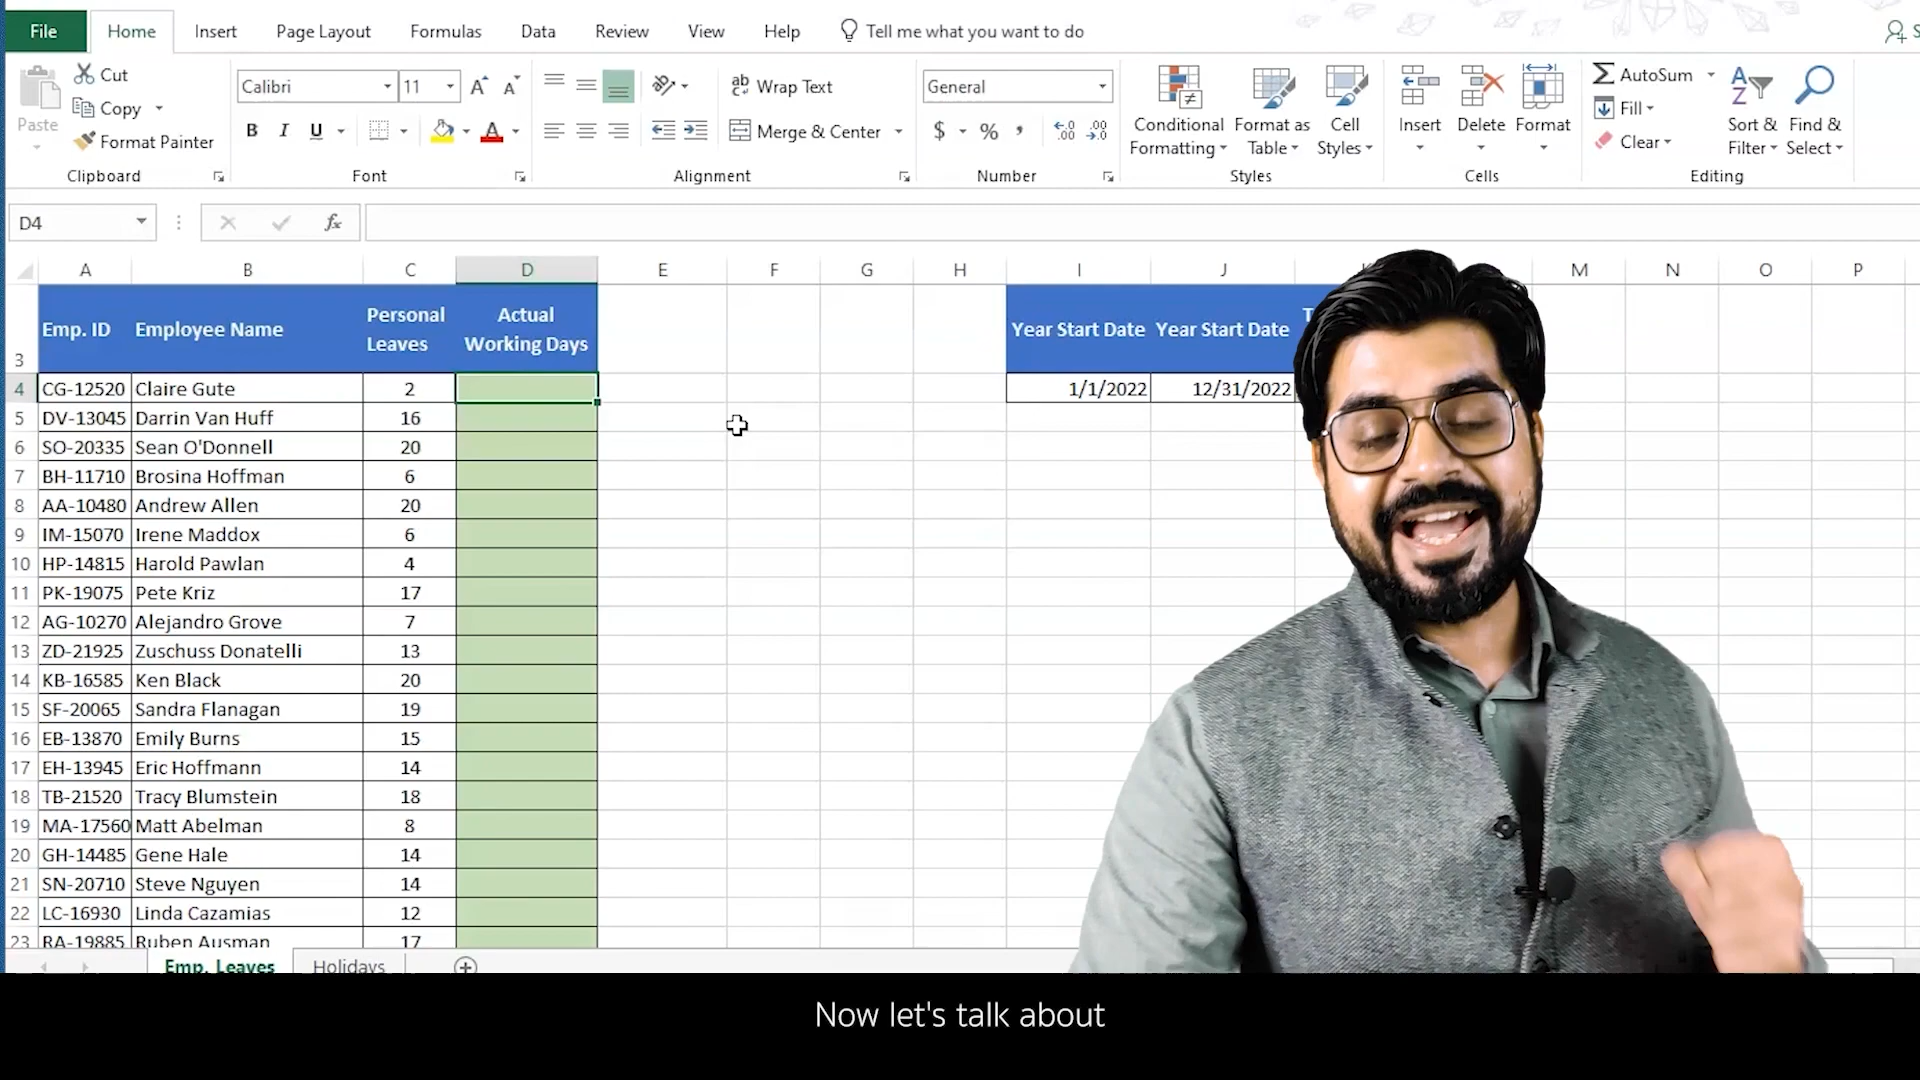 File Home Insert Page Layout Formulas Data Review View Help Tell me what you want to do
Cut
Copy
Format Painter
Paste
Clipboard
Calibri 11
B I U A
Font
Wrap Text
Merge & Center
Alignment
General
$ % ,
Number
Conditional Formatting
Format as Table
Cell Styles
Styles
Insert Delete Format
Cells
AutoSum
Fill
Clear
Sort & Filter
Find & Select
Editing
D4 fx
A B C D E F G H I J K M N O P
3 Emp. ID Employee Name Personal Leaves Actual Working Days Year Start Date Year Start Date T
4 CG-12520 Claire Gute 2 1/1/2022 12/31/2022
5 DV-13045 Darrin Van Huff 16
6 SO-20335 Sean O'Donnell 20
7 BH-11710 Brosina Hoffman 6
8 AA-10480 Andrew Allen 20
9 IM-15070 Irene Maddox 6
10 HP-14815 Harold Pawlan 4
11 PK-19075 Pete Kriz 17
12 AG-10270 Alejandro Grove 7
13 ZD-21925 Zuschuss Donatelli 13
14 KB-16585 Ken Black 20
15 SF-20065 Sandra Flanagan 19
16 EB-13870 Emily Burns 15
17 EH-13945 Eric Hoffmann 14
18 TB-21520 Tracy Blumstein 18
19 MA-17560 Matt Abelman 8
20 GH-14485 Gene Hale 14
21 SN-20710 Steve Nguyen 14
22 LC-16930 Linda Cazamias 12
23 RA-19885 Ruben Ausman 17
Emp. Leaves Holidays
Now let's talk about